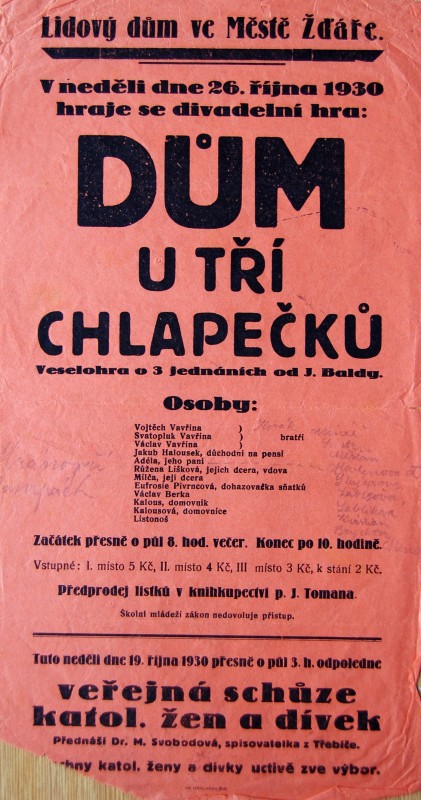 Lidový dům ve Městě Žďáře.
V neděli dne 26. října 1930
hraje se divadelní hra:
DŮM
U TŘÍ
CHLAPEČKŮ
Veselohra o 3 jednáních od J. Baldy.
Osoby:
Vojtěch Vavřina )
Svatopluk Vavřina ) bratři
Václav Vavřina )
Jakub Halousek, důchodní na pensi
Adéla, jeho paní
Růžena Lišková, jejich dcera, vdova
Milča, její dcera
Eufrosie Pivrncová, dohazovačka sňatků
Václav Berka
Kalous, domovník
Kalousová, domovnice
Listonoš
Začátek přesně o půl 8. hod. večer. Konec po 10. hodině.
Vstupné: I. místo 5 Kč, II. místo 4 Kč, III místo 3 Kč, k stání 2 Kč.
Předprodej lístků v knihkupectví p. J. Tomana.
Školní mládeži zákon nedovoluje přístup.
Tuto neděli dne 19. října 1930 přesně o půl 3. h. odpoledne
veřejná schůze
katol. žen a dívek
Přednáší Dr. M. Svobodová, spisovatelka z Třebíče.
chny katol. ženy a dívky uctivě zve výbor.